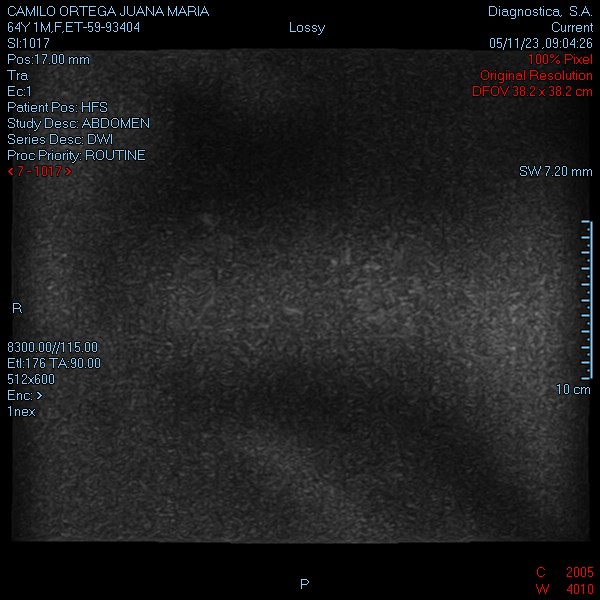 CAMILO ORTEGA JUANA MARIA
64Y 1M,F,ET-59-93404
SI:1017
Pos:17.00 mm
Tra
Ec:1
Patient Pos: HFS
Study Desc: ABDOMEN
Series Desc: DWI
Proc Priority: ROUTINE
< 7 - 1017 >
Lossy
Diagnostica, S.A.
Current
05/11/23 ,09:04:26
100% Pixel
Original Resolution
DFOV 38.2 x 38.2 cm
SW 7.20 mm
R
8300.00//115.00
Etl:176 TA:90.00
512x600
Enc: >
1nex
10 cm
P
C 2005
W 4010